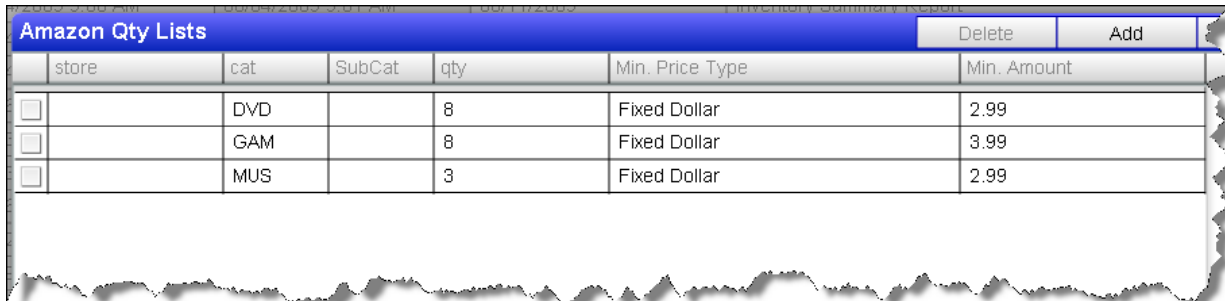 Amazon Qty Lists Delete Add
store cat SubCat qty Min. Price Type Min. Amount
DVD 8 Fixed Dollar 2.99
GAM 8 Fixed Dollar 3.99
MUS 3 Fixed Dollar 2.99